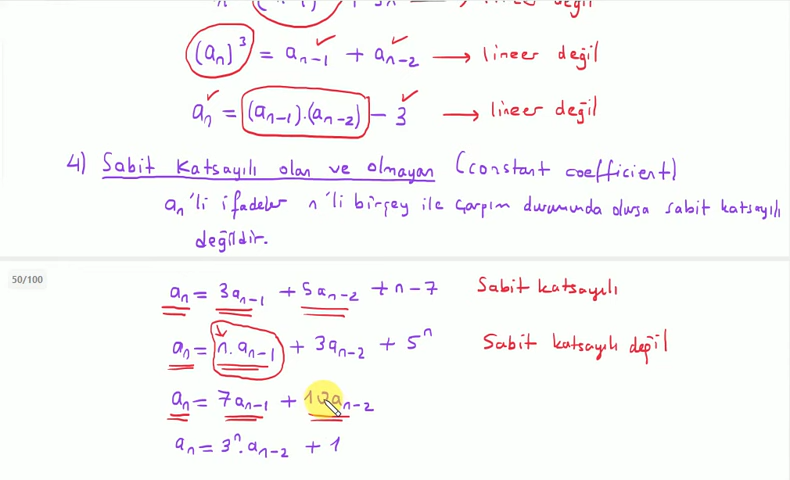 (aₙ)³ = aₙ₋₁ + aₙ₋₂ → lineer değil
aₙ = (aₙ₋₁).(aₙ₋₂) - 3 → lineer değil
4) Sabit Katsayılı olan ve olmayan (constant coefficient)
aₙ'li ifadeler n'li birşey ile çarpım durumunda olursa sabit katsayılı
değildir.
50/100
aₙ = 3aₙ₋₁ + 5aₙ₋₂ + n - 7 Sabit katsayılı
aₙ = n.aₙ₋₁ + 3aₙ₋₂ + 5ⁿ Sabit katsayılı değil
aₙ = 7aₙ₋₁ + aₙ₋₂
aₙ = 3ⁿ.aₙ₋₂ + 1